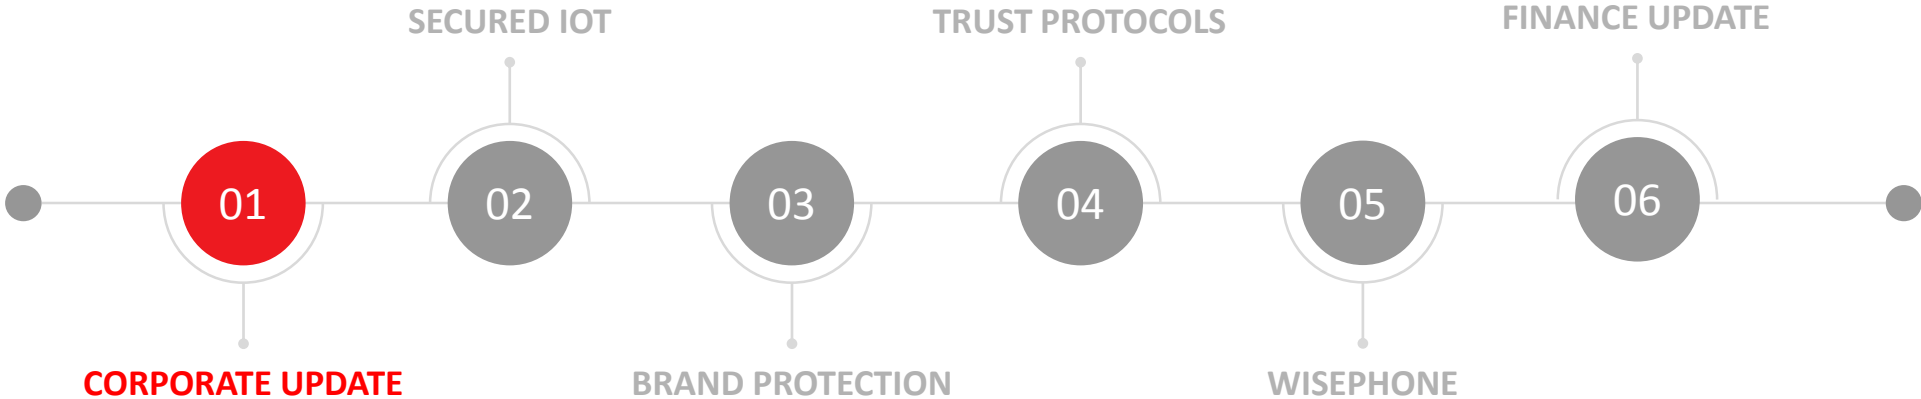 SECURED IOT
TRUST PROTOCOLS
FINANCE UPDATE
01
02
03
04
05
06
CORPORATE UPDATE
BRAND PROTECTION
WISEPHONE